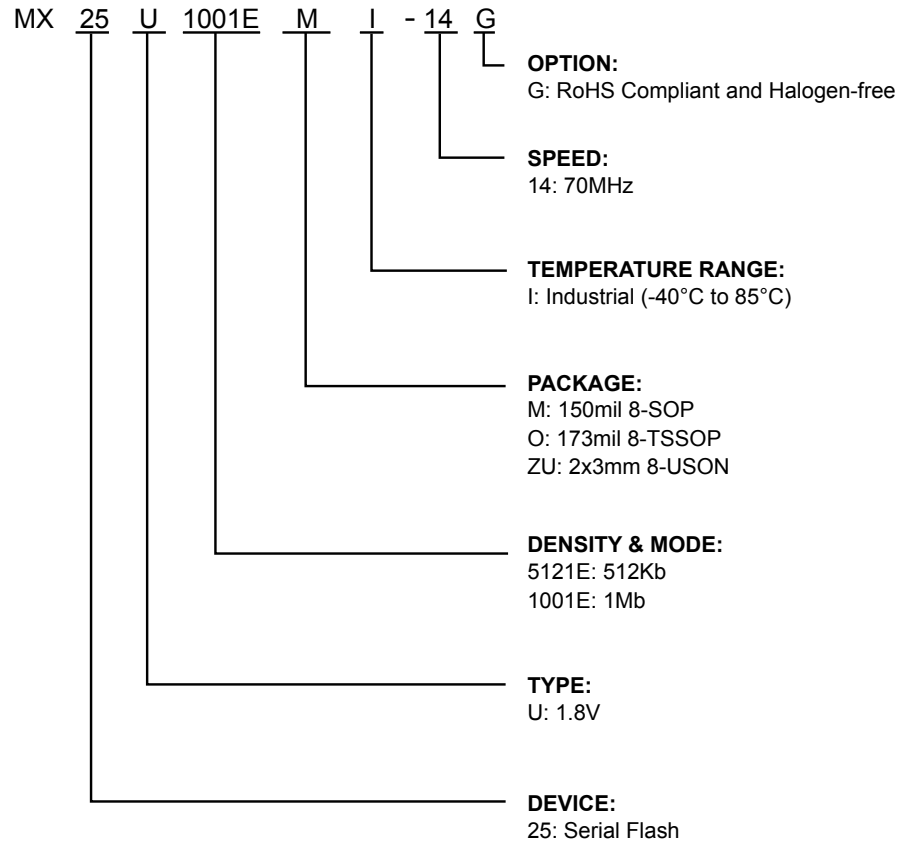 MX 25 U 1001E M I - 14 G
OPTION:
G: RoHS Compliant and Halogen-free
SPEED:
14: 70MHz
TEMPERATURE RANGE:
I: Industrial (-40°C to 85°C)
PACKAGE:
M: 150mil 8-SOP
O: 173mil 8-TSSOP
ZU: 2x3mm 8-USON
DENSITY & MODE:
5121E: 512Kb
1001E: 1Mb
TYPE:
U: 1.8V
DEVICE:
25: Serial Flash